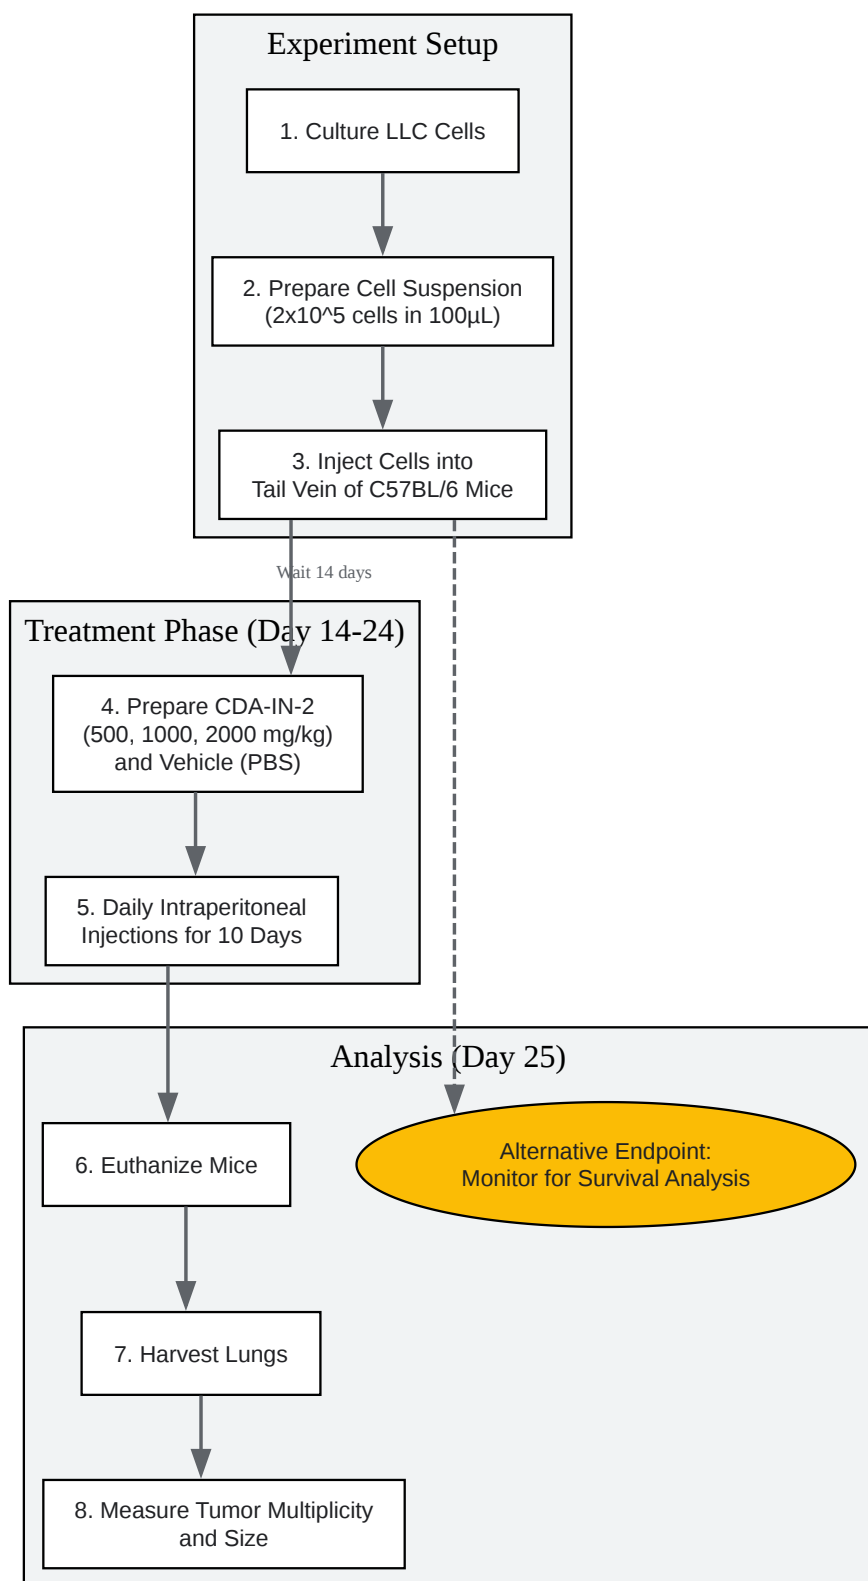 Experiment Setup
1. Culture LLC Cells
2. Prepare Cell Suspension
(2x10^5 cells in 100µL)
3. Inject Cells into
Tail Vein of C57BL/6 Mice
Wait 14 days
Treatment Phase (Day 14-24)
4. Prepare CDA-IN-2
(500, 1000, 2000 mg/kg)
and Vehicle (PBS)
5. Daily Intraperitoneal
Injections for 10 Days
Analysis (Day 25)
6. Euthanize Mice
Alternative Endpoint:
Monitor for Survival Analysis
7. Harvest Lungs
8. Measure Tumor Multiplicity
and Size